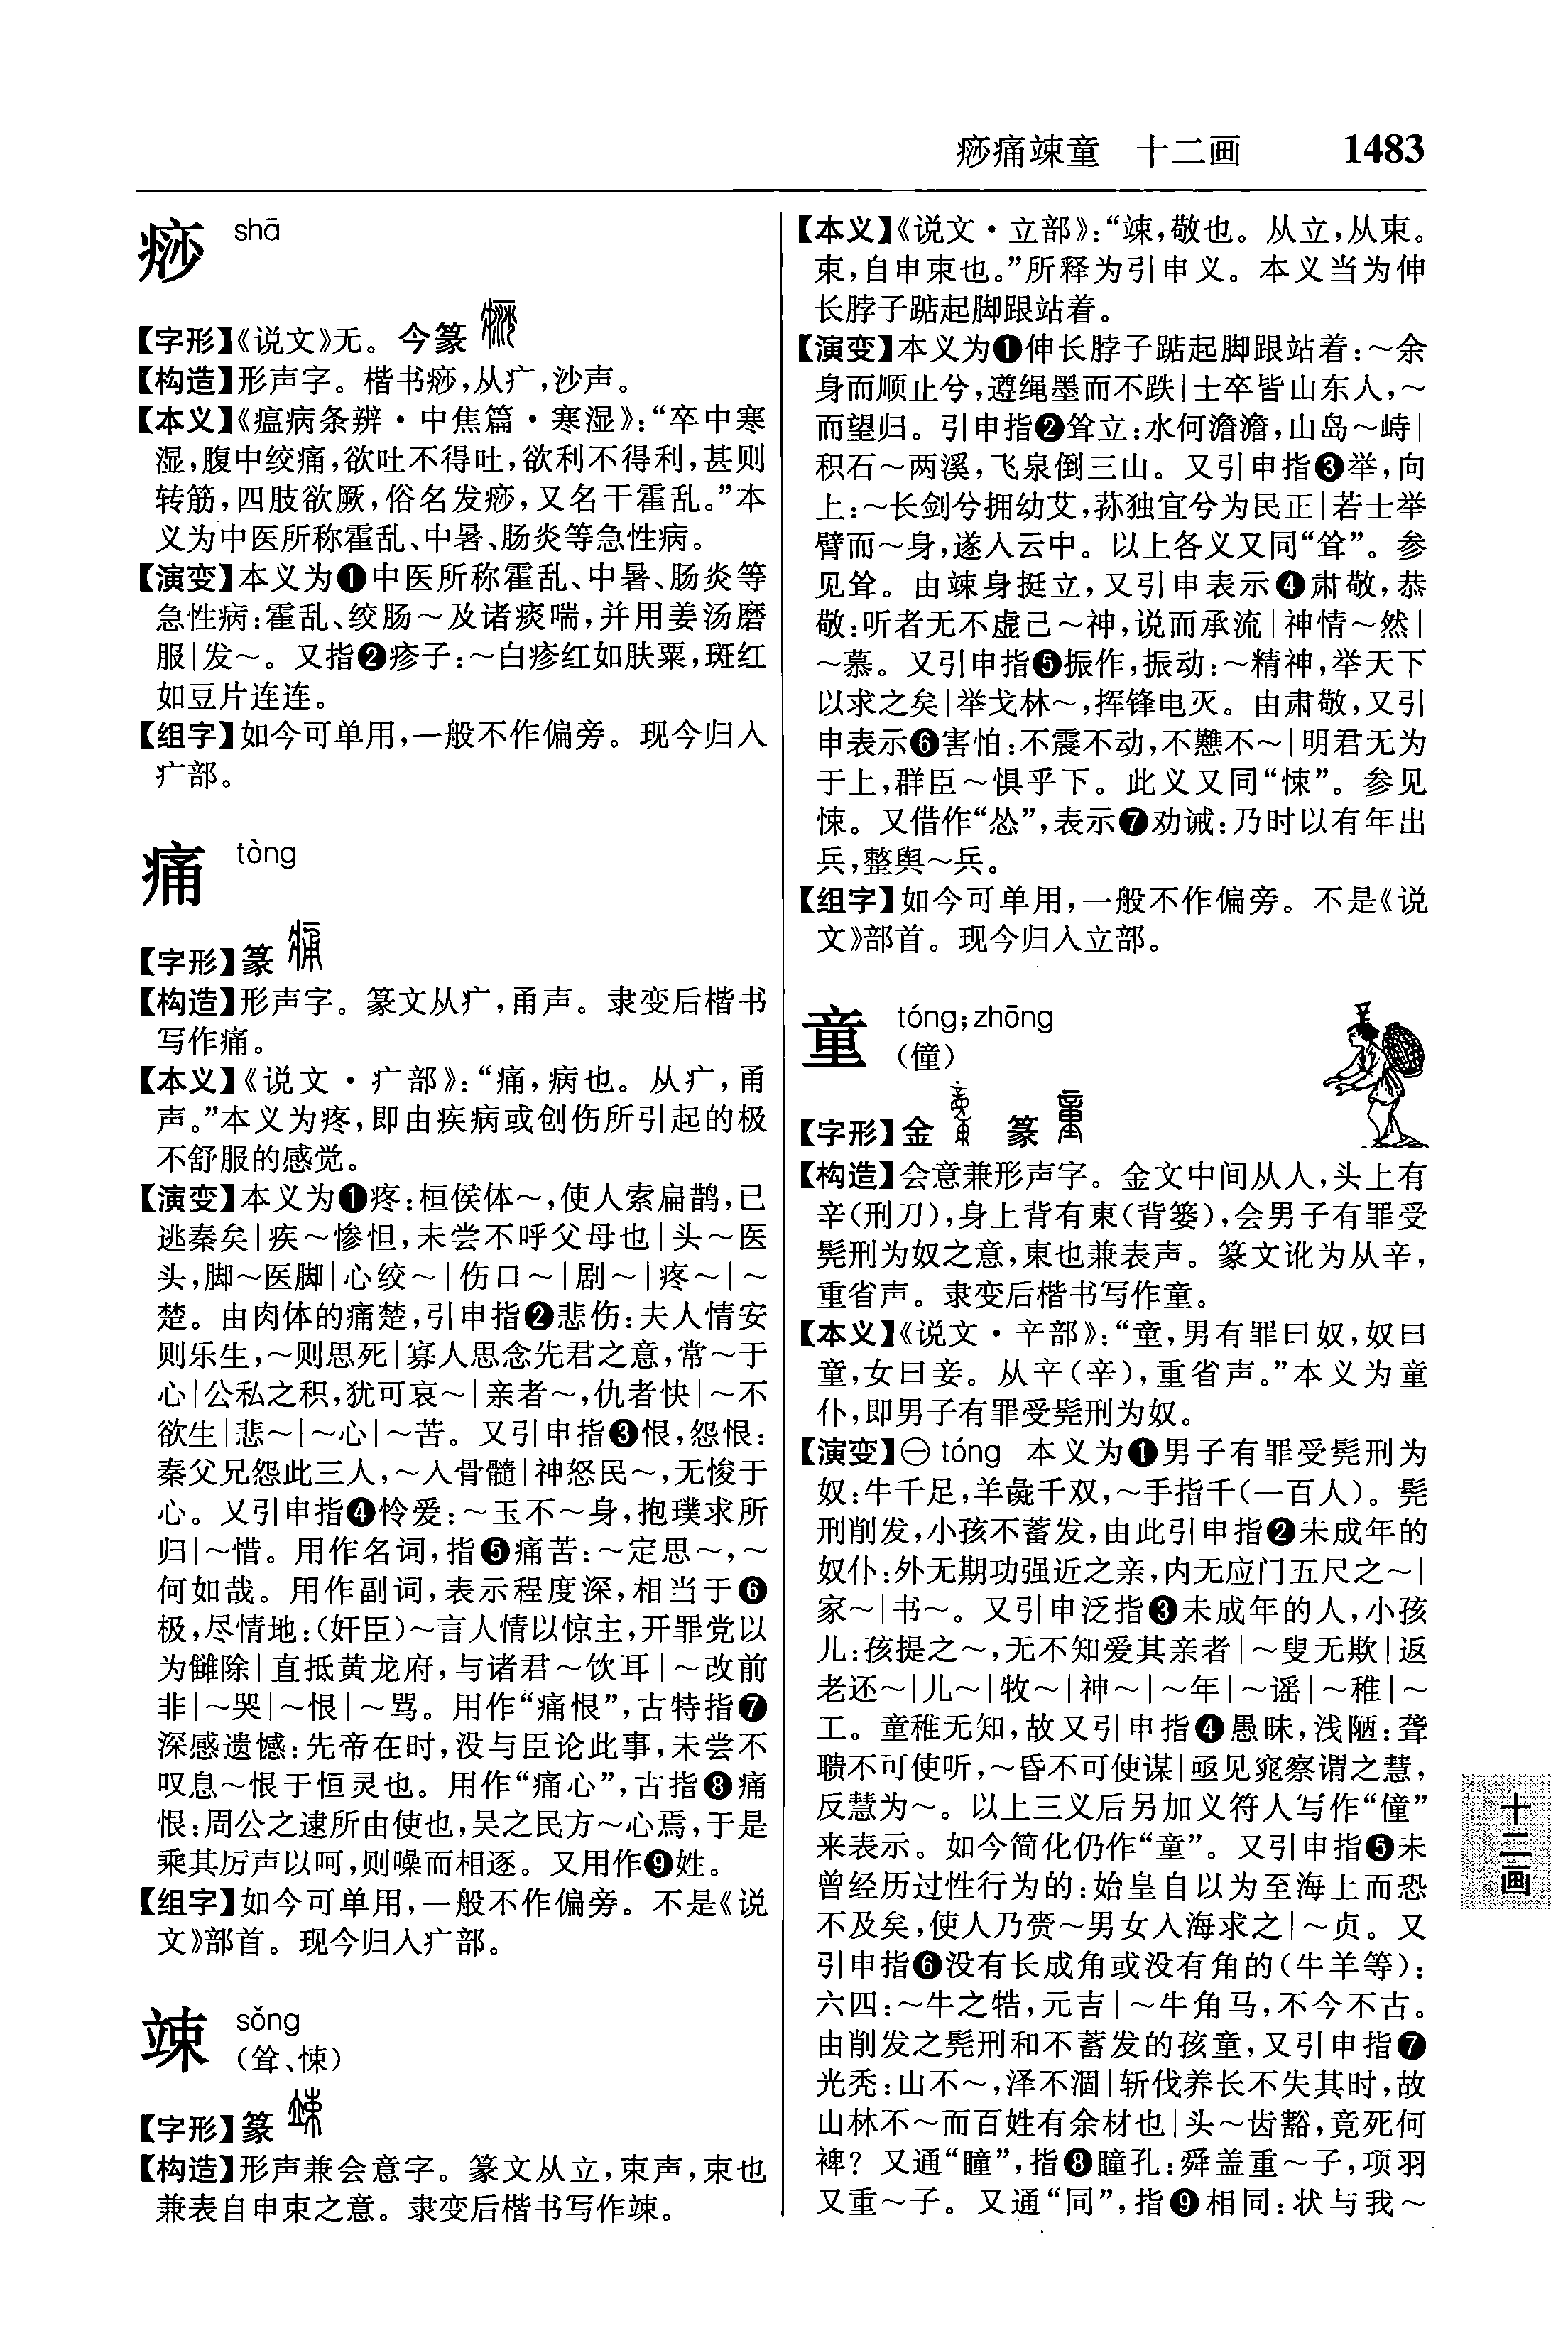 痧痛竦童　十二画　1483
痧 shā
【字形】《说文》无。今篆
【构造】形声字。楷书痧,从疒,沙声。
【本义】《瘟病条辨·中焦篇·寒湿》:“卒中寒
湿,腹中绞痛,欲吐不得吐,欲利不得利,甚则
转筋,四肢欲厥,俗名发痧,又名干霍乱。”本
义为中医所称霍乱、中暑、肠炎等急性病。
【演变】本义为❶中医所称霍乱、中暑、肠炎等
急性病:霍乱、绞肠～及诸痰喘,并用姜汤磨
服|发～。又指❷疹子:～白疹红如肤粟,斑红
如豆片连连。
【组字】如今可单用,一般不作偏旁。现今归入
疒部。
痛 tòng
【字形】篆
【构造】形声字。篆文从疒,甬声。隶变后楷书
写作痛。
【本义】《说文·疒部》:“痛,病也。从疒,甬
声。”本义为疼,即由疾病或创伤所引起的极
不舒服的感觉。
【演变】本义为❶疼:桓侯体～,使人索扁鹊,已
逃秦矣|疾～惨怛,未尝不呼父母也|头～医
头,脚～医脚|心绞～|伤口～|剧～|疼～|～
楚。由肉体的痛楚,引申指❷悲伤:夫人情安
则乐生,～则思死|寡人思念先君之意,常～于
心|公私之积,犹可哀～|亲者～,仇者快|～不
欲生|悲～|～心|～苦。又引申指❸恨,怨恨:
秦父兄怨此三人,～入骨髓|神怒民～,无悛于
心。又引申指❹怜爱:～玉不～身,抱璞求所
归|～惜。用作名词,指❺痛苦:～定思～,～
何如哉。用作副词,表示程度深,相当于❻
极,尽情地:(奸臣)～言人情以惊主,开罪党以
为雠除|直抵黄龙府,与诸君～饮耳|～改前
非|～哭|～恨|～骂。用作“痛恨”,古特指❼
深感遗憾:先帝在时,没与臣论此事,未尝不
叹息～恨于恒灵也。用作“痛心”,古指❽痛
恨:周公之逮所由使也,吴之民方～心焉,于是
乘其厉声以呵,则噪而相逐。又用作❾姓。
【组字】如今可单用,一般不作偏旁。不是《说
文》部首。现今归入疒部。
竦 sǒng
(耸、悚)
【字形】篆
【构造】形声兼会意字。篆文从立,束声,束也
兼表自申束之意。隶变后楷书写作竦。
【本义】《说文·立部》:“竦,敬也。从立,从束。
束,自申束也。”所释为引申义。本义当为伸
长脖子踮起脚跟站着。
【演变】本义为❶伸长脖子踮起脚跟站着:～余
身而顺止兮,遵绳墨而不跌|士卒皆山东人,～
而望归。引申指❷耸立:水何澹澹,山岛～峙|
积石～两溪,飞泉倒三山。又引申指❸举,向
上:～长剑兮拥幼艾,荪独宜兮为民正|若士举
臂而～身,遂入云中。以上各义又同“耸”。参
见耸。由竦身挺立,又引申表示❹肃敬,恭
敬:听者无不虚己～神,说而承流|神情～然|
～慕。又引申指❺振作,振动:～精神,举天下
以求之矣|举戈林～,挥锋电灭。由肃敬,又引
申表示❻害怕:不震不动,不戁不～|明君无为
于上,群臣～惧乎下。此义又同“悚”。参见
悚。又借作“怂”,表示❼劝诫:乃时以有年出
兵,整舆～兵。
【组字】如今可单用,一般不作偏旁。不是《说
文》部首。现今归入立部。
童 tóng;zhōng
(僮)
【字形】金　篆
【构造】会意兼形声字。金文中间从人,头上有
辛(刑刀),身上背有東(背篓),会男子有罪受
髡刑为奴之意,東也兼表声。篆文讹为从辛,
重省声。隶变后楷书写作童。
【本义】《说文·䇂部》:“童,男有罪曰奴,奴曰
童,女曰妾。从䇂(辛),重省声。”本义为童
仆,即男子有罪受髡刑为奴。
【演变】㊀ tóng 本义为❶男子有罪受髡刑为
奴:牛千足,羊彘千双,～手指千(一百人)。髡
刑削发,小孩不蓄发,由此引申指❷未成年的
奴仆:外无期功强近之亲,内无应门五尺之～|
家～|书～。又引申泛指❸未成年的人,小孩
儿:孩提之～,无不知爱其亲者|～叟无欺|返
老还～|儿～|牧～|神～|～年|～谣|～稚|～
工。童稚无知,故又引申指❹愚昧,浅陋:聋
聩不可使听,～昏不可使谋|亟见窕察谓之慧,
反慧为～。以上三义后另加义符人写作“僮”
来表示。如今简化仍作“童”。又引申指❺未
曾经历过性行为的:始皇自以为至海上而恐
不及矣,使人乃赍～男女入海求之|～贞。又
引申指❻没有长成角或没有角的(牛羊等):
六四:～牛之牿,元吉|～牛角马,不今不古。
由削发之髡刑和不蓄发的孩童,又引申指❼
光秃:山不～,泽不涸|斩伐养长不失其时,故
山林不～而百姓有余材也|头～齿豁,竟死何
裨? 又通“瞳”,指❽瞳孔:舜盖重～子,项羽
又重～子。又通“同”,指❾相同:状与我～
十二画